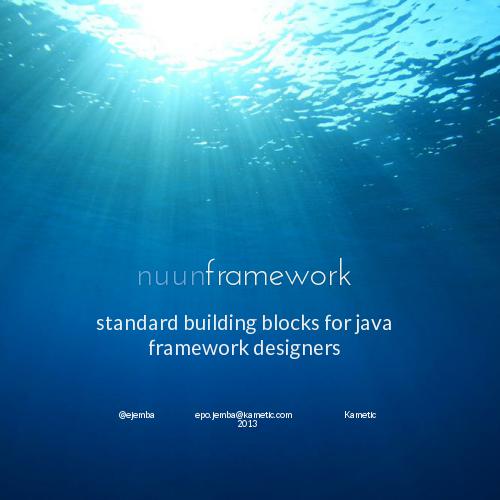 nuunframework
standard building blocks for java
framework designers
@ejemba epo.jemba@kametic.com Kametic
2013